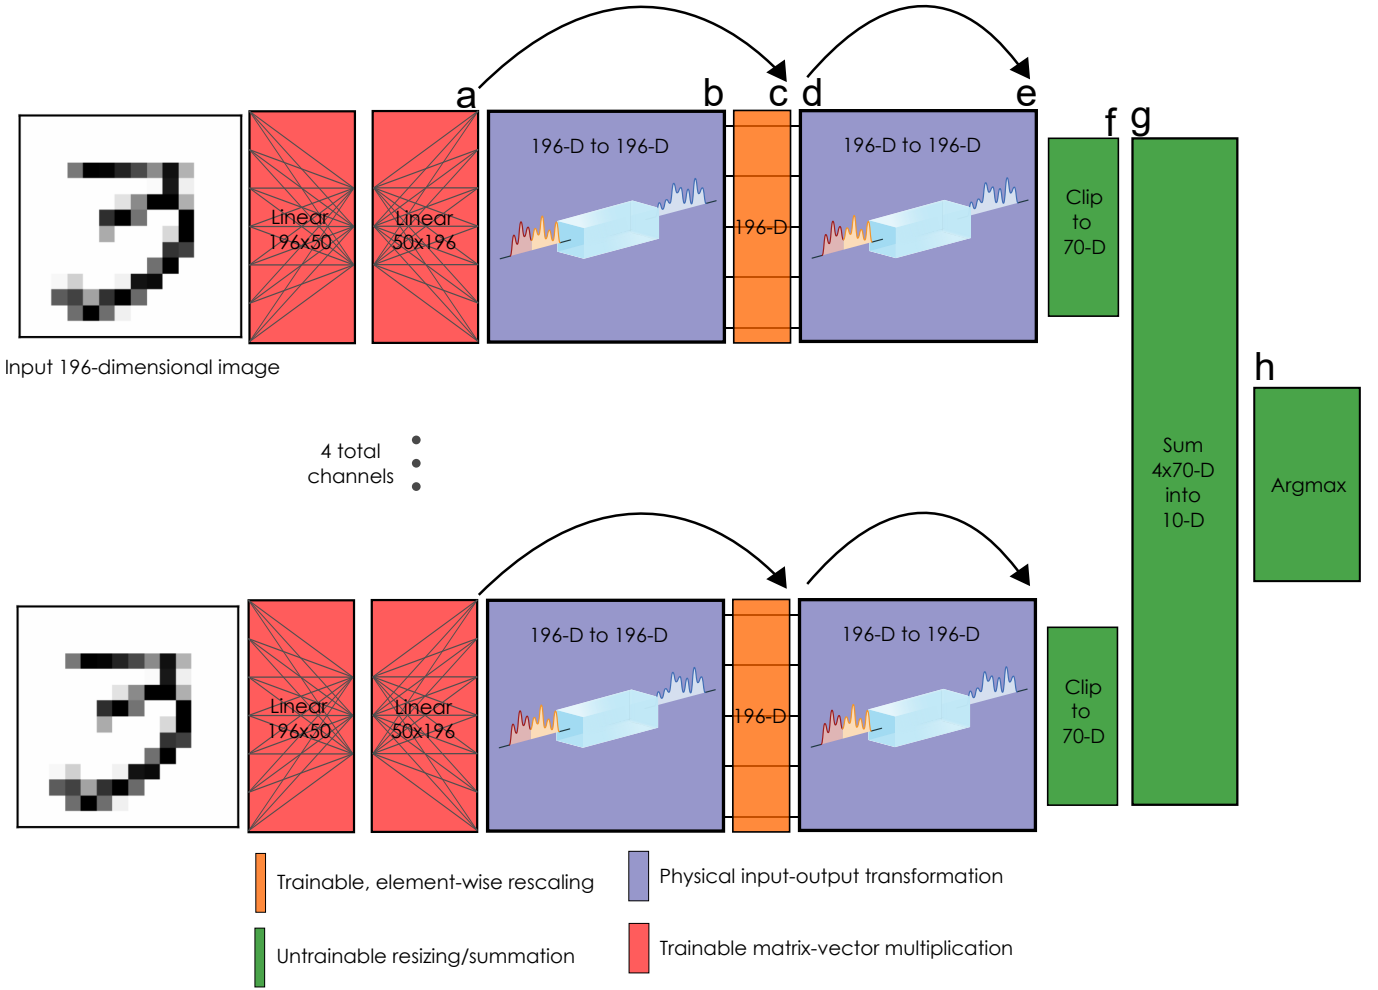 a
b
c
d
e
f
g
h
Linear
196x50
Linear
50x196
196-D to 196-D
196-D
196-D to 196-D
Clip
to
70-D
Input 196-dimensional image
4 total
channels
Sum
4x70-D
into
10-D
Argmax
Linear
196x50
Linear
50x196
196-D to 196-D
196-D
196-D to 196-D
Clip
to
70-D
Trainable, element-wise rescaling
Physical input-output transformation
Untrainable resizing/summation
Trainable matrix-vector multiplication